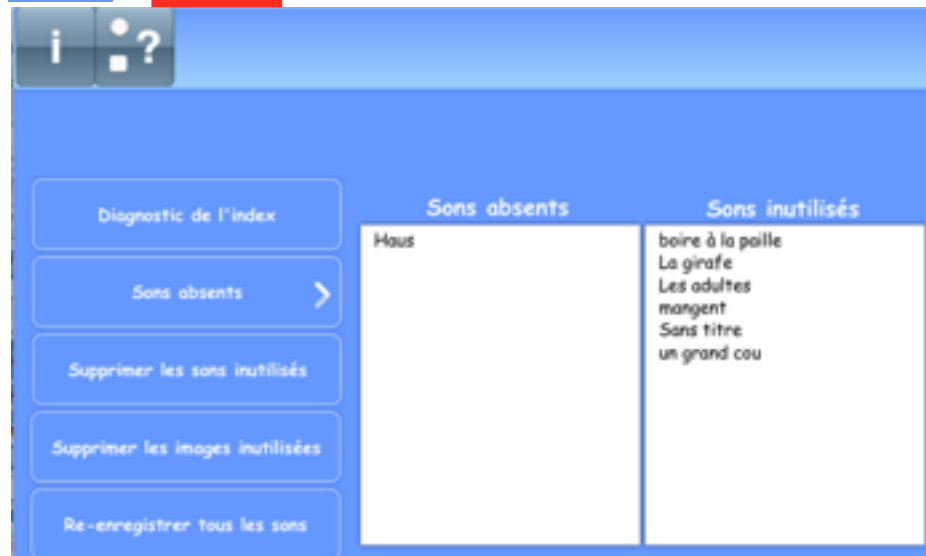 i ?
Diagnostic de l'index
Sons absents
Supprimer les sons inutilisés
Supprimer les images inutilisées
Re-enregistrer tous les sons
Sons absents
Haus
Sons inutilisés
boire à la paille
La girafe
Les adultes
mangent
Sans titre
un grand cou